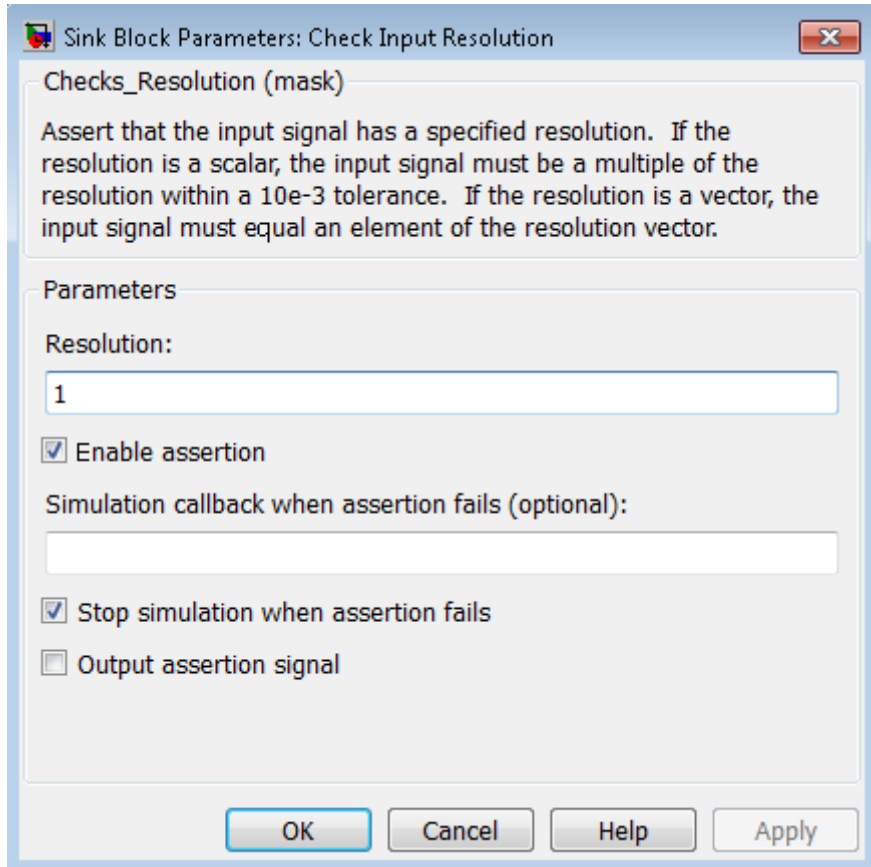 Sink Block Parameters: Check Input Resolution
Checks_Resolution (mask)
Assert that the input signal has a specified resolution.  If the
resolution is a scalar, the input signal must be a multiple of the
resolution within a 10e-3 tolerance.  If the resolution is a vector, the
input signal must equal an element of the resolution vector.
Parameters
Resolution:
1
Enable assertion
Simulation callback when assertion fails (optional):
Stop simulation when assertion fails
Output assertion signal
OK Cancel Help Apply